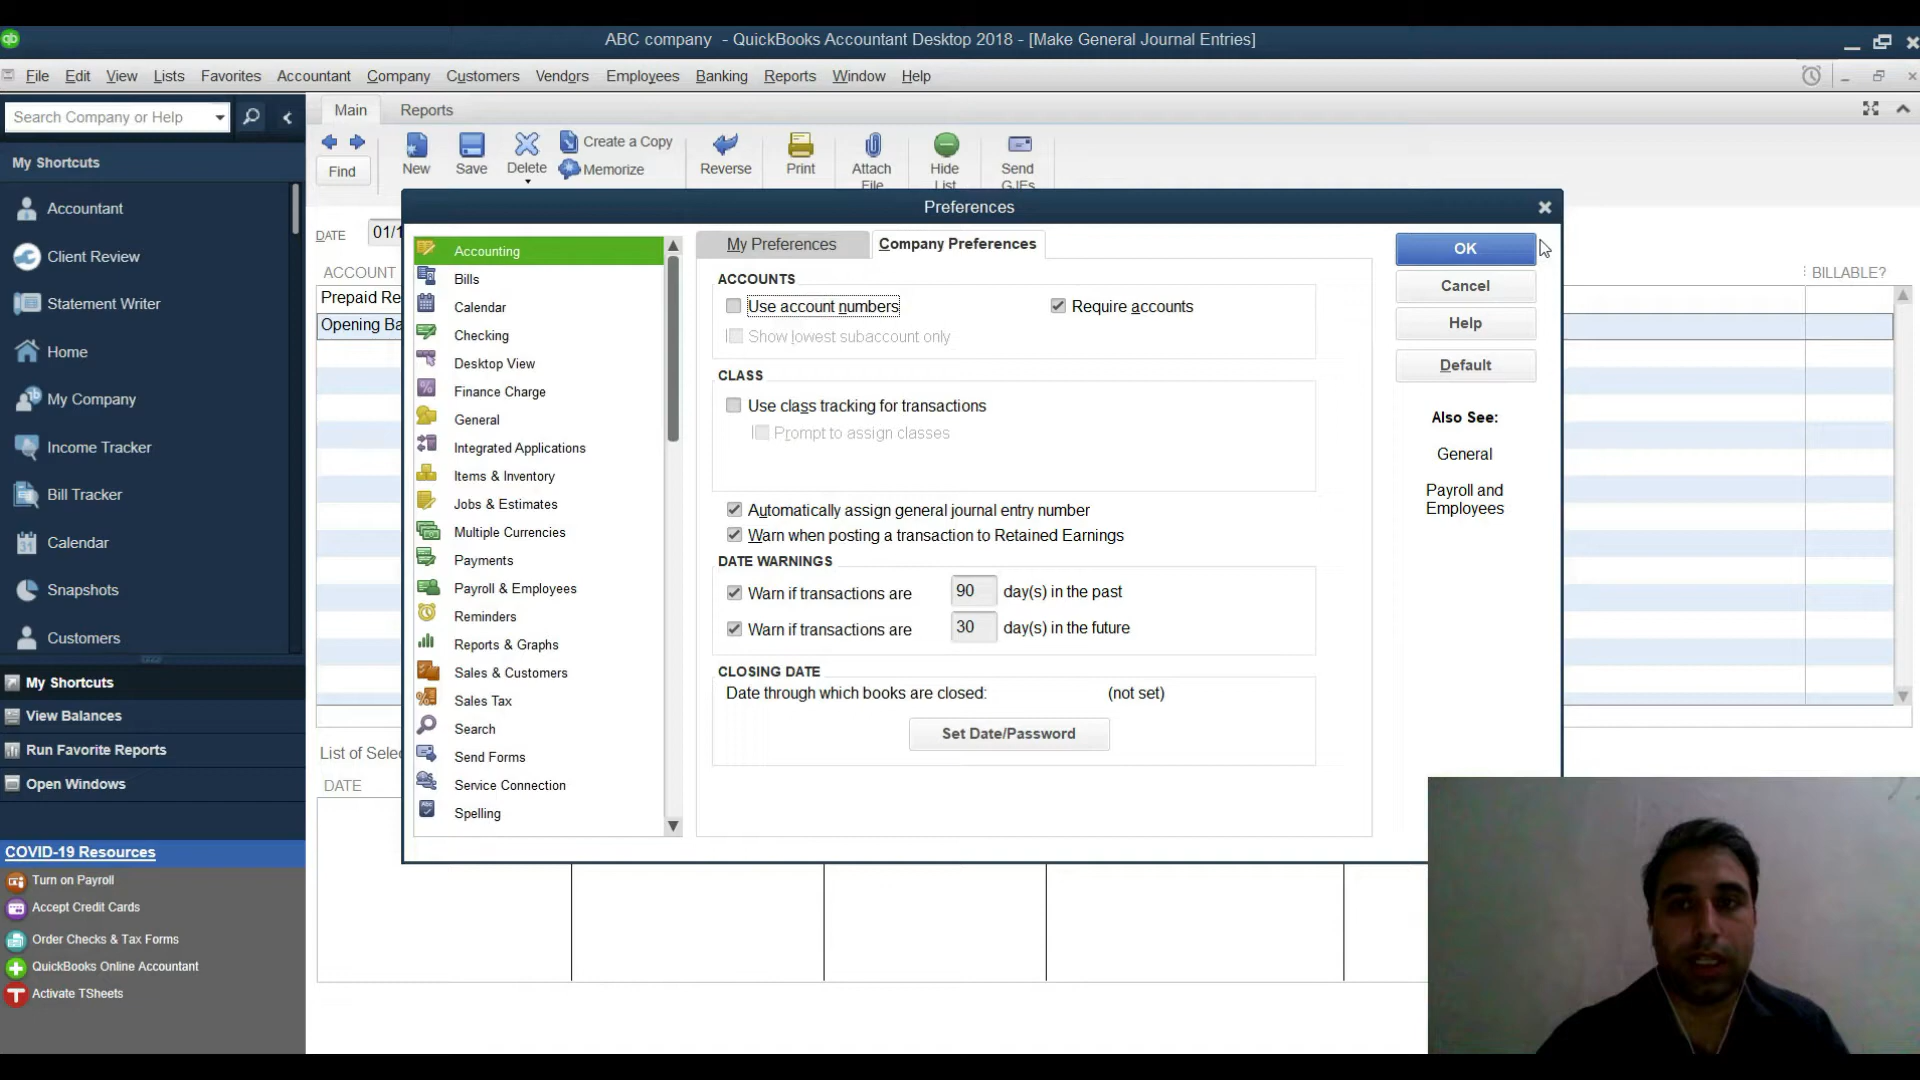 qb
ABC company - QuickBooks Accountant Desktop 2018 - [Make General Journal Entries]
File Edit View Lists Favorites Accountant Company Customers Vendors Employees Banking Reports Window Help
Search Company or Help
My Shortcuts
Accountant
Client Review
Statement Writer
Home
My Company
Income Tracker
Bill Tracker
Calendar
Snapshots
Customers
My Shortcuts
View Balances
Run Favorite Reports
Open Windows
COVID-19 Resources
Turn on Payroll
Accept Credit Cards
Order Checks & Tax Forms
QuickBooks Online Accountant
Activate TSheets
Main Reports
Find
New
Save
Delete
Create a Copy
Memorize
Reverse
Print
Attach
File
Hide
List
Send
GJEs
DATE 01/1
ACCOUNT
BILLABLE?
Prepaid Re
Opening Ba
List of Selec
DATE
Preferences
Accounting
Bills
Calendar
Checking
Desktop View
Finance Charge
General
Integrated Applications
Items & Inventory
Jobs & Estimates
Multiple Currencies
Payments
Payroll & Employees
Reminders
Reports & Graphs
Sales & Customers
Sales Tax
Search
Send Forms
Service Connection
Spelling
My Preferences Company Preferences
ACCOUNTS
Use account numbers Require accounts
Show lowest subaccount only
CLASS
Use class tracking for transactions
Prompt to assign classes
Automatically assign general journal entry number
Warn when posting a transaction to Retained Earnings
DATE WARNINGS
Warn if transactions are 90 day(s) in the past
Warn if transactions are 30 day(s) in the future
CLOSING DATE
Date through which books are closed: (not set)
Set Date/Password
OK
Cancel
Help
Default
Also See:
General
Payroll and
Employees